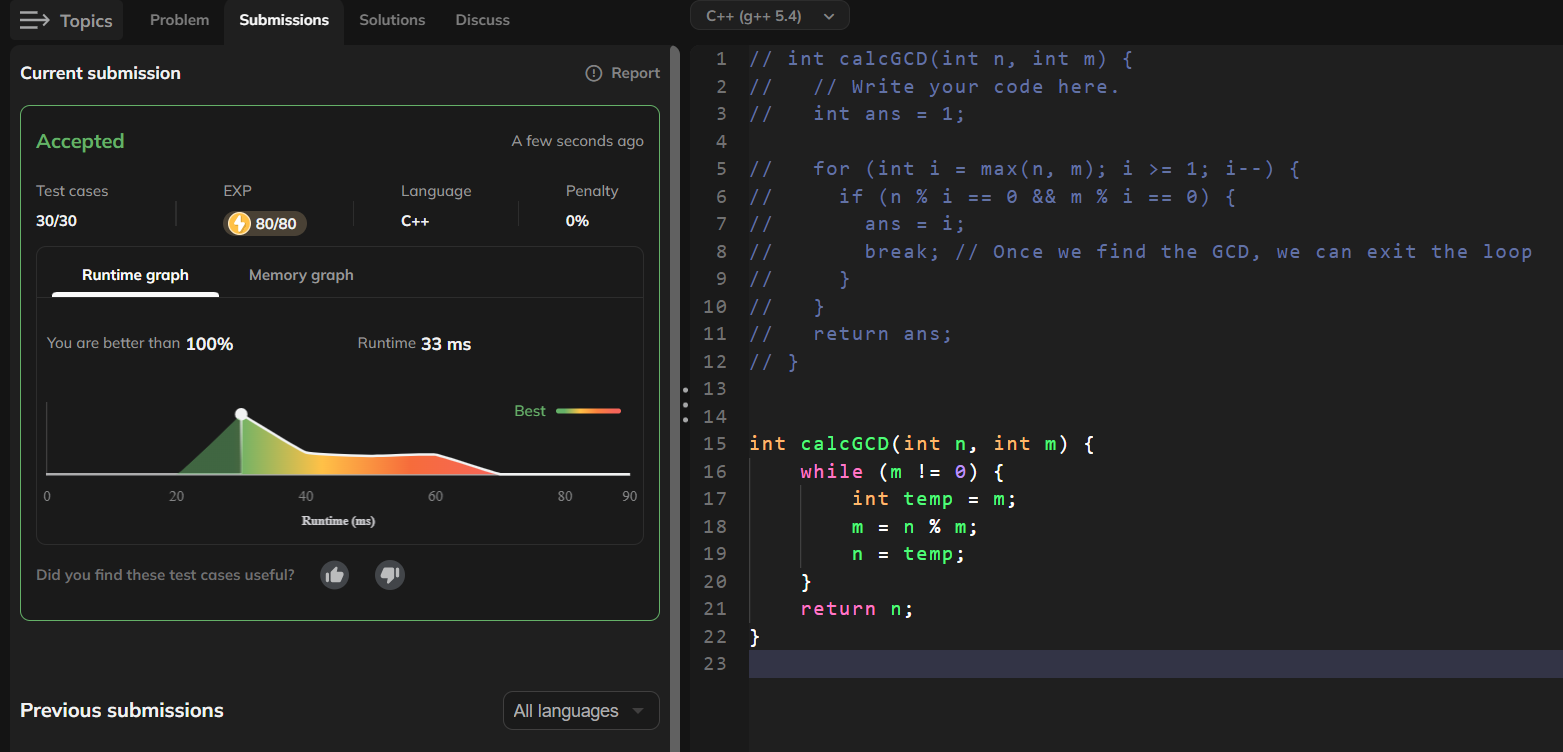 Topics Problem Submissions Solutions Discuss
Current submission Report
Accepted A few seconds ago
Test cases EXP Language Penalty
30/30 80/80 C++ 0%
Runtime graph Memory graph
You are better than 100% Runtime 33 ms
Best
0 20 40 60 80 90
Runtime (ms)
Did you find these test cases useful?
Previous submissions All languages
C++ (g++ 5.4)
1 // int calcGCD(int n, int m) {
2 //   // Write your code here.
3 //   int ans = 1;
4
5 //   for (int i = max(n, m); i >= 1; i--) {
6 //     if (n % i == 0 && m % i == 0) {
7 //       ans = i;
8 //       break; // Once we find the GCD, we can exit the loop
9 //     }
10 //   }
11 //   return ans;
12 // }
13
14
15 int calcGCD(int n, int m) {
16     while (m != 0) {
17         int temp = m;
18         m = n % m;
19         n = temp;
20     }
21     return n;
22 }
23